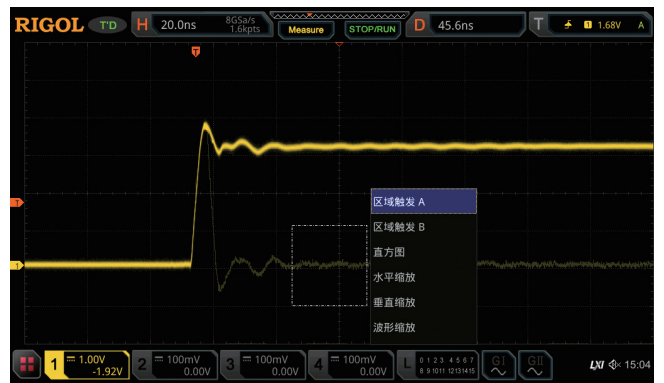 RIGOL T'D H 20.0ns 8GSa/s 1.6kpts Measure STOP/RUN D 45.6ns T 1 1.68V A
T
T
区域触发 A
区域触发 B
直方图
1
水平缩放
垂直缩放
波形缩放
1 1.00V -1.92V 2 100mV 0.00V 3 100mV 0.00V 4 100mV 0.00V L 0 1 2 3 4 5 6 7 8 9 10 11 12 13 14 15 GI GII LXI 15:04